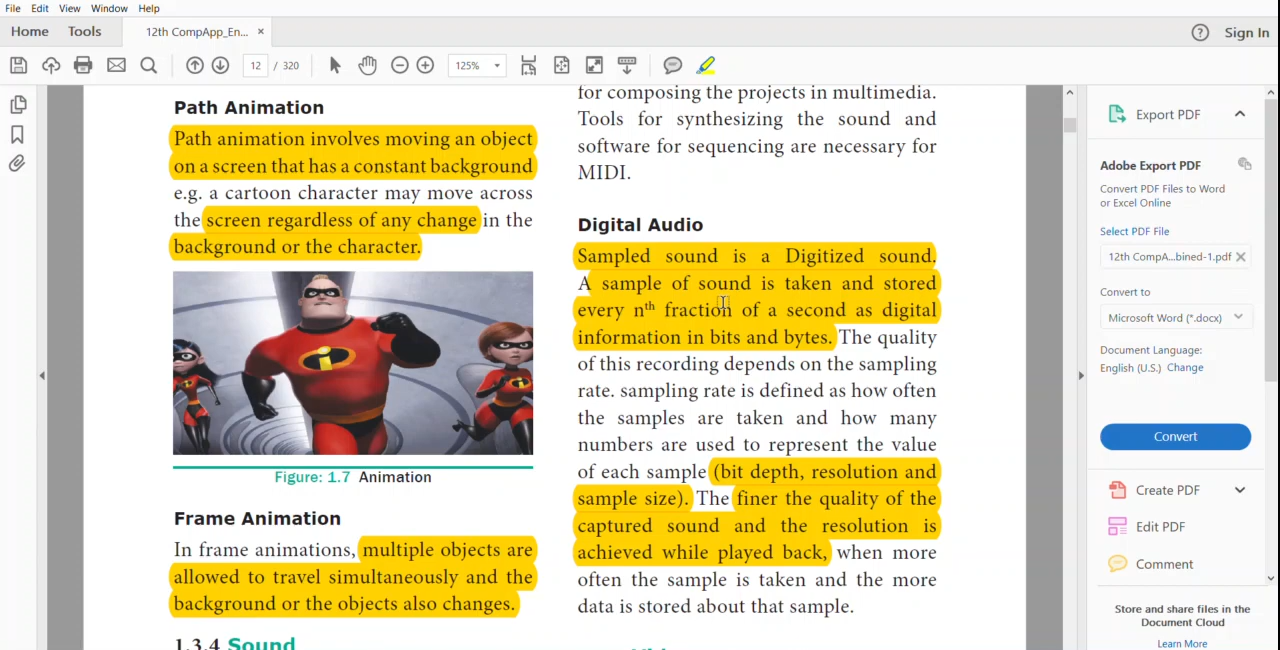 File Edit View Window Help
Home Tools 12th CompApp_En... × Sign In
12 / 320 125%
Path Animation
Path animation involves moving an object
on a screen that has a constant background
e.g. a cartoon character may move across
the screen regardless of any change in the
background or the character.
Figure: 1.7 Animation
Frame Animation
In frame animations, multiple objects are
allowed to travel simultaneously and the
background or the objects also changes.
1.3.4 Sound
for composing the projects in multimedia.
Tools for synthesizing the sound and
software for sequencing are necessary for
MIDI.
Digital Audio
Sampled sound is a Digitized sound.
A sample of sound is taken and stored
every nth fraction of a second as digital
information in bits and bytes. The quality
of this recording depends on the sampling
rate. sampling rate is defined as how often
the samples are taken and how many
numbers are used to represent the value
of each sample (bit depth, resolution and
sample size). The finer the quality of the
captured sound and the resolution is
achieved while played back, when more
often the sample is taken and the more
data is stored about that sample.
Export PDF
Adobe Export PDF
Convert PDF Files to Word
or Excel Online
Select PDF File
12th CompA...bined-1.pdf ×
Convert to
Microsoft Word (*.docx)
Document Language:
English (U.S.) Change
Convert
Create PDF
Edit PDF
Comment
Store and share files in the
Document Cloud
Learn More